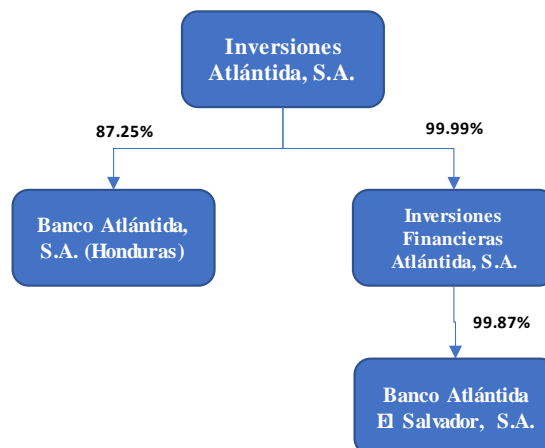 Inversiones
Atlántida, S.A.
87.25%
99.99%
Banco Atlántida,
S.A. (Honduras)
Inversiones
Financieras
Atlántida, S.A.
99.87%
Banco Atlántida
El Salvador, S.A.